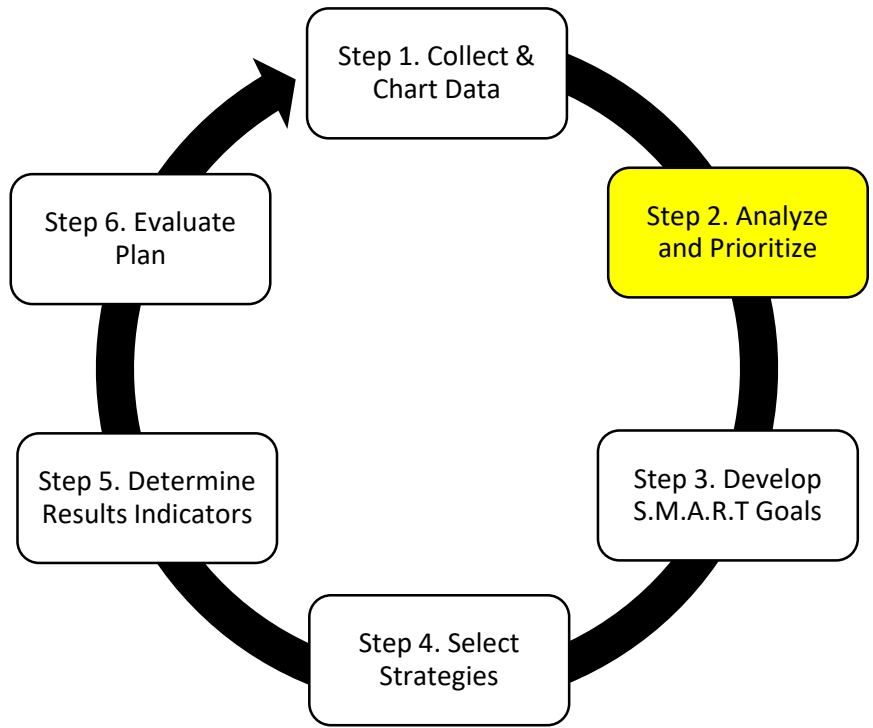 Step 1. Collect &
Chart Data
Step 2. Analyze
and Prioritize
Step 3. Develop
S.M.A.R.T Goals
Step 4. Select
Strategies
Step 5. Determine
Results Indicators
Step 6. Evaluate
Plan